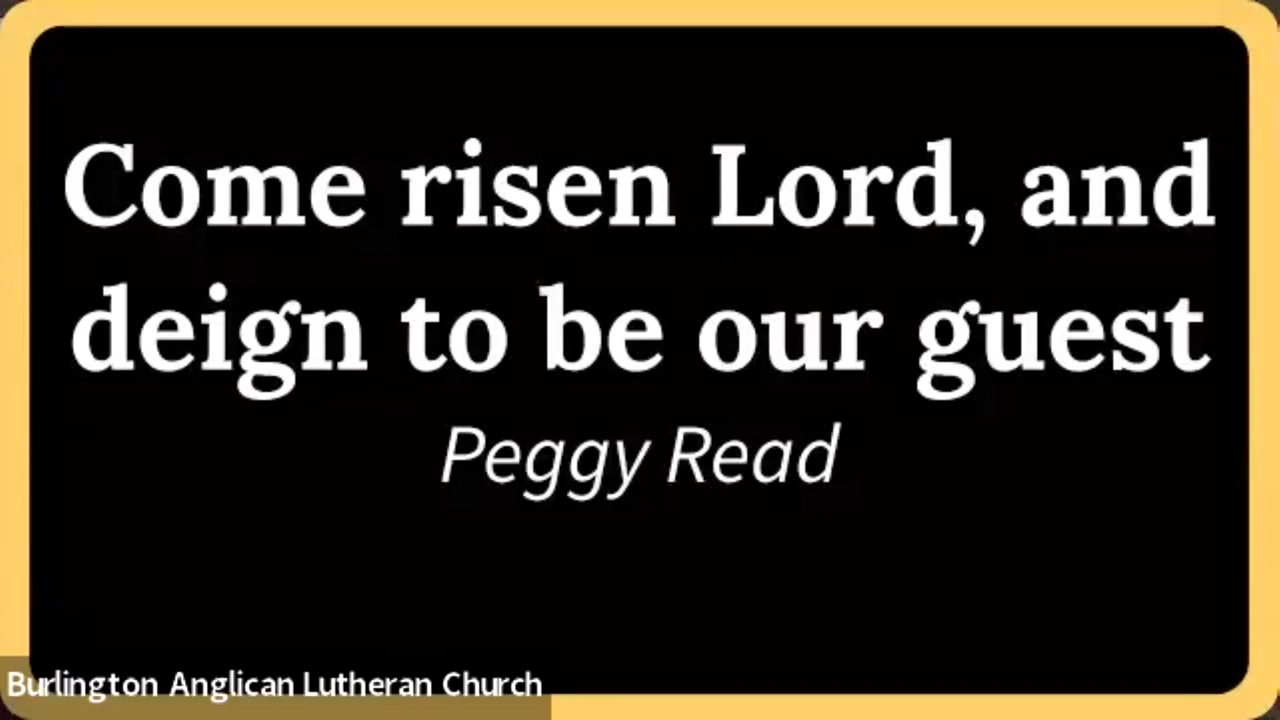 Come risen Lord, and
deign to be our guest
Peggy Read
Burlington Anglican Lutheran Church